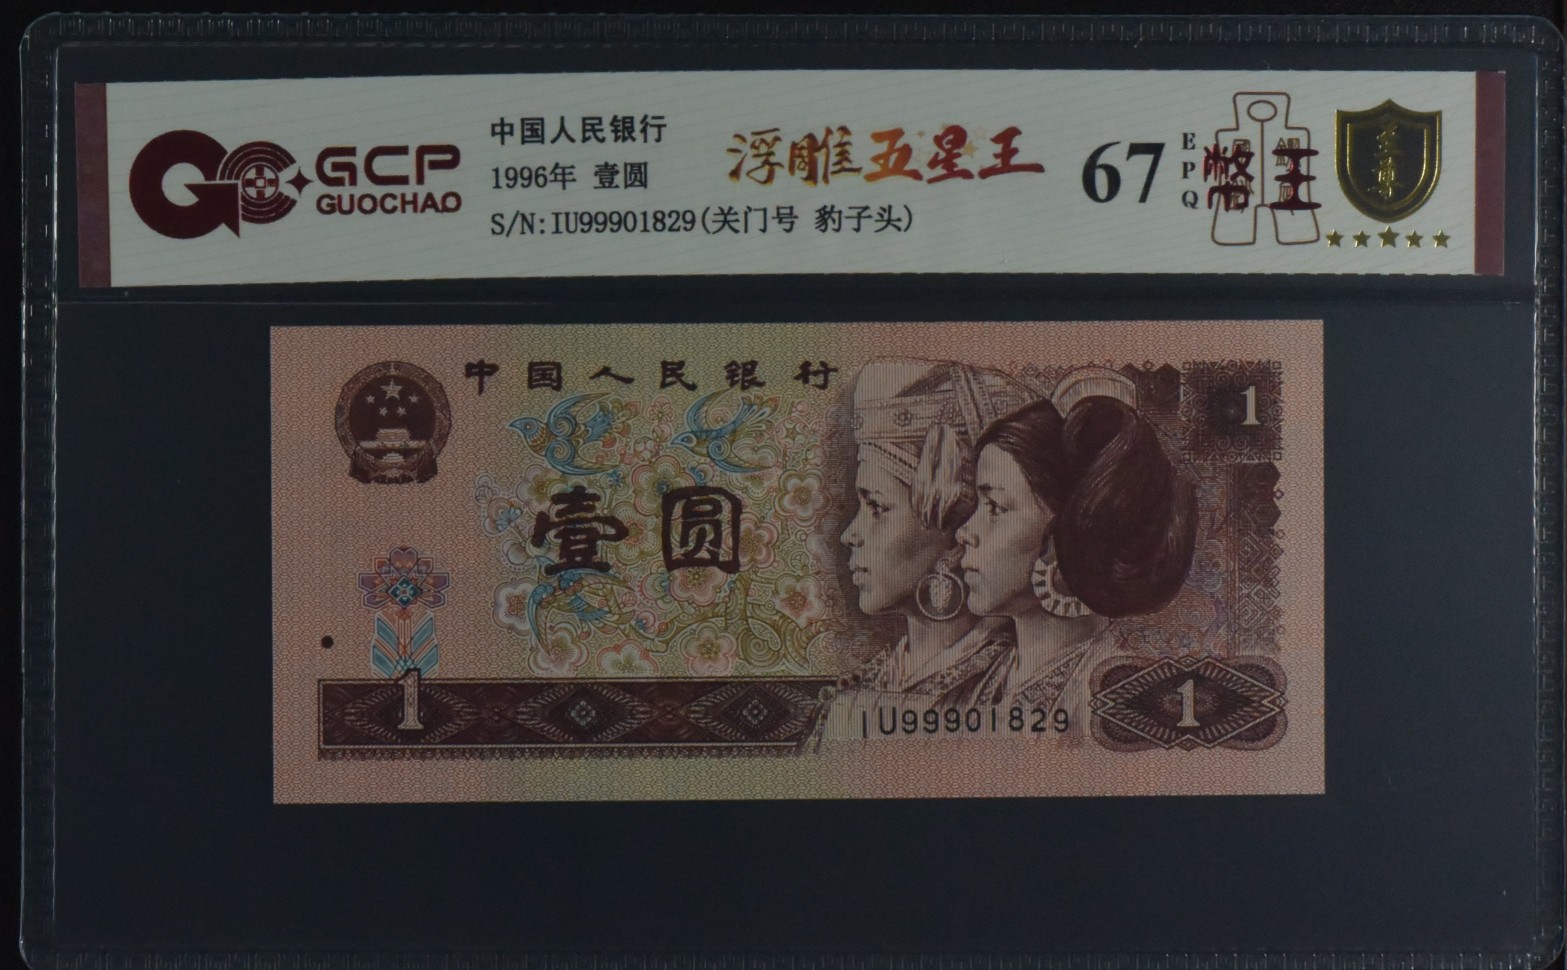 GCP
GUOCHAO
中国人民银行
1996年 壹圆
S/N:IU99901829(关门号 豹子头)
浮雕五星王
67
EPQ
至尊
中国人民银行
1
壹圆
1
IU99901829
1